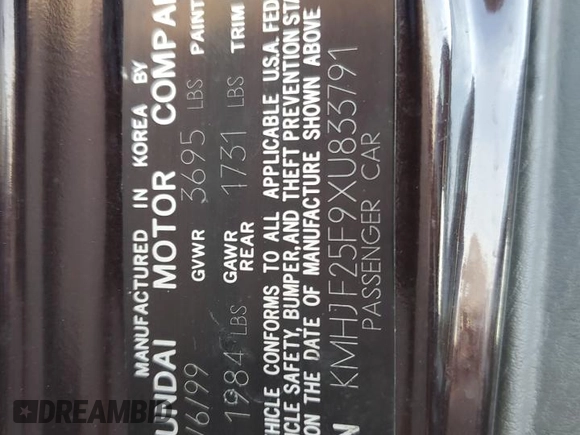 MANUFACTURED IN KOREA BY
UNDAI MOTOR COMPA
/6/99 GVWR 3695 LBS PAINT
1984 LBS GAWR REAR 1731 LBS TRIM
EHICLE CONFORMS TO ALL APPLICABLE U.S.A. FED
ICLE SAFETY, BUMPER, AND THEFT PREVENTION STA
ON THE DATE OF MANUFACTURE SHOWN ABOVE
N KMHJF25F9XU833791
PASSENGER CAR
DREAMBID